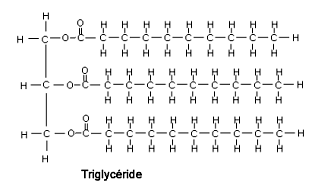 H
O H H H H H H H H H
H – C – O – C – C – C – C – C – C – C – C – C – C – H
H H H H H H H H H
O H H H H H H H H H
H – C – O – C – C – C – C – C – C – C – C – C – C – H
H H H H H H H H H
O H H H H H H H H H
H – C – O – C – C – C – C – C – C – C – C – C – C – H
H H H H H H H H H
H
Triglycéride